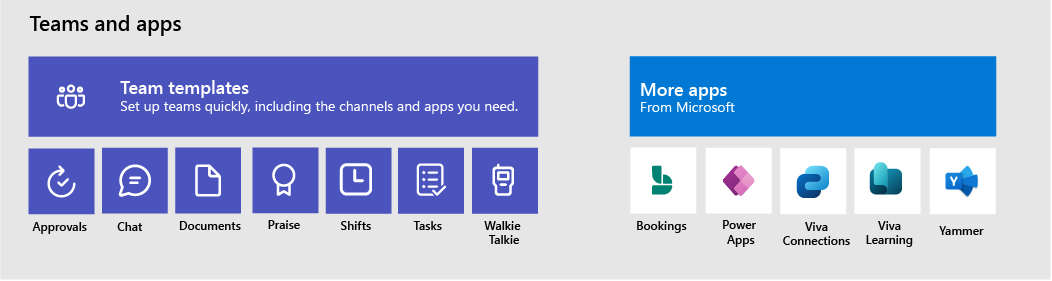 Teams and apps
Team templates
Set up teams quickly, including the channels and apps you need.
More apps
From Microsoft
Approvals
Chat
Documents
Praise
Shifts
Tasks
Walkie
Talkie
Bookings
Power
Apps
Viva
Connections
Viva
Learning
Y
Yammer